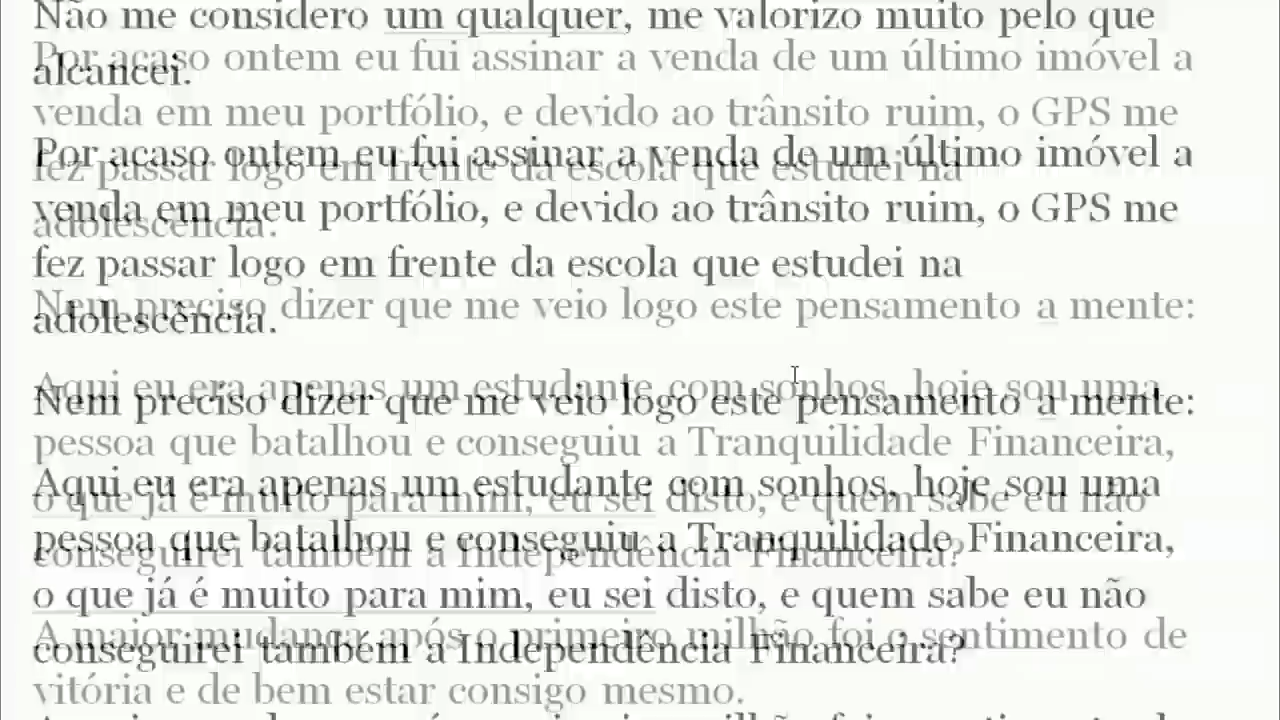 Não me considero um qualquer, me valorizo muito pelo que
alcancei.
Por acaso ontem eu fui assinar a venda de um último imóvel a
venda em meu portfólio, e devido ao trânsito ruim, o GPS me
fez passar logo em frente da escola que estudei na
adolescência.
Nem preciso dizer que me veio logo este pensamento a mente:
Aqui eu era apenas um estudante com sonhos, hoje sou uma
pessoa que batalhou e conseguiu a Tranquilidade Financeira,
o que já é muito para mim, eu sei disto, e quem sabe eu não
conseguirei também a Independência Financeira?
A maior mudança após o primeiro milhão foi o sentimento de
vitória e de bem estar consigo mesmo.